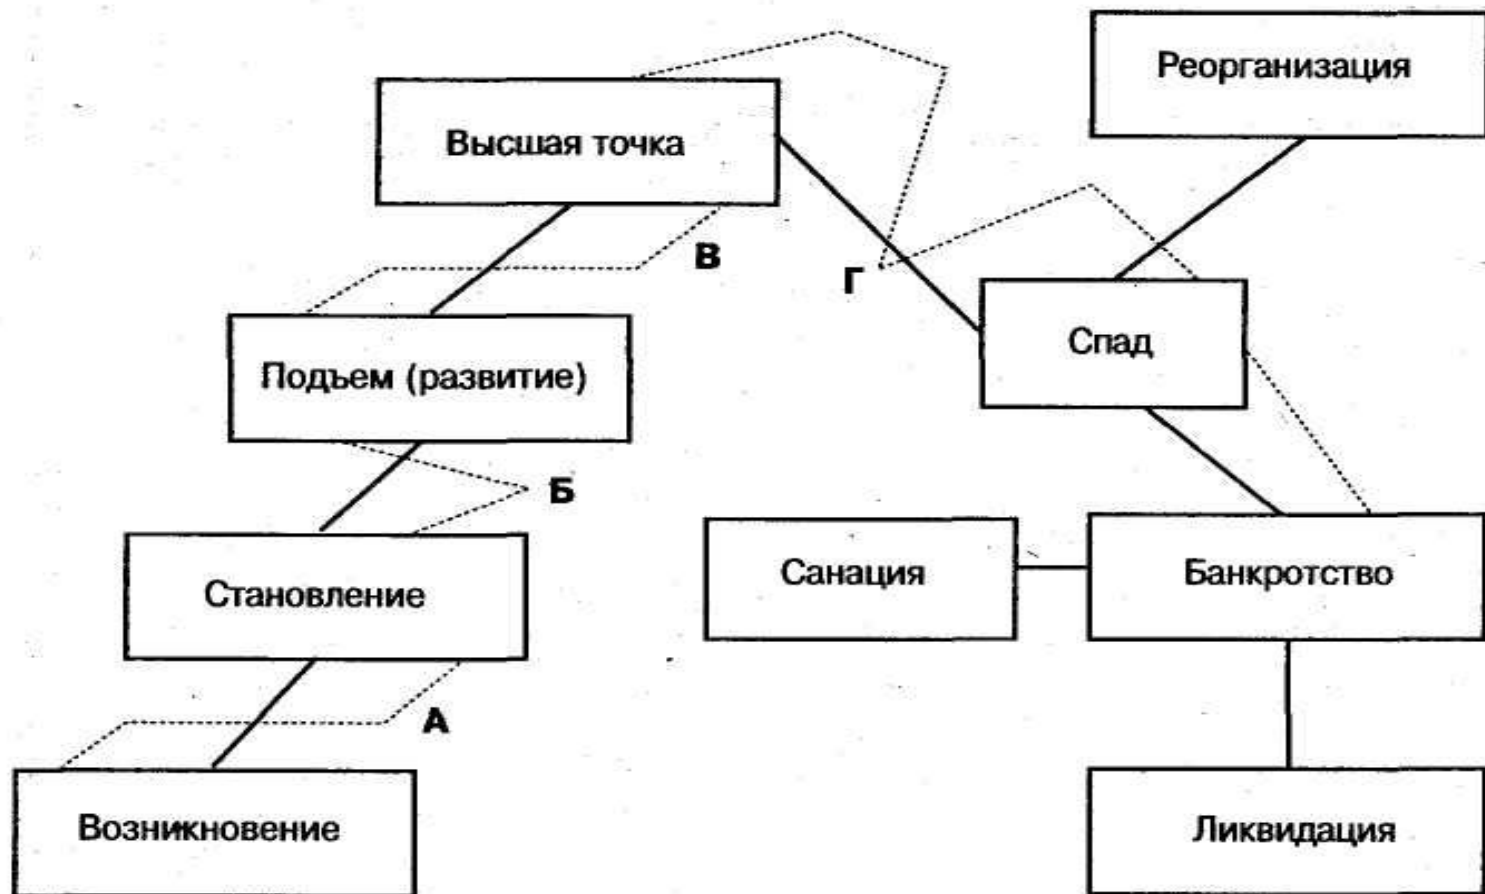 Реорганизация
Высшая точка
В
Г
Спад
Подъем (развитие)
Б
Санация
Банкротство
Становление
А
Возникновение
Ликвидация